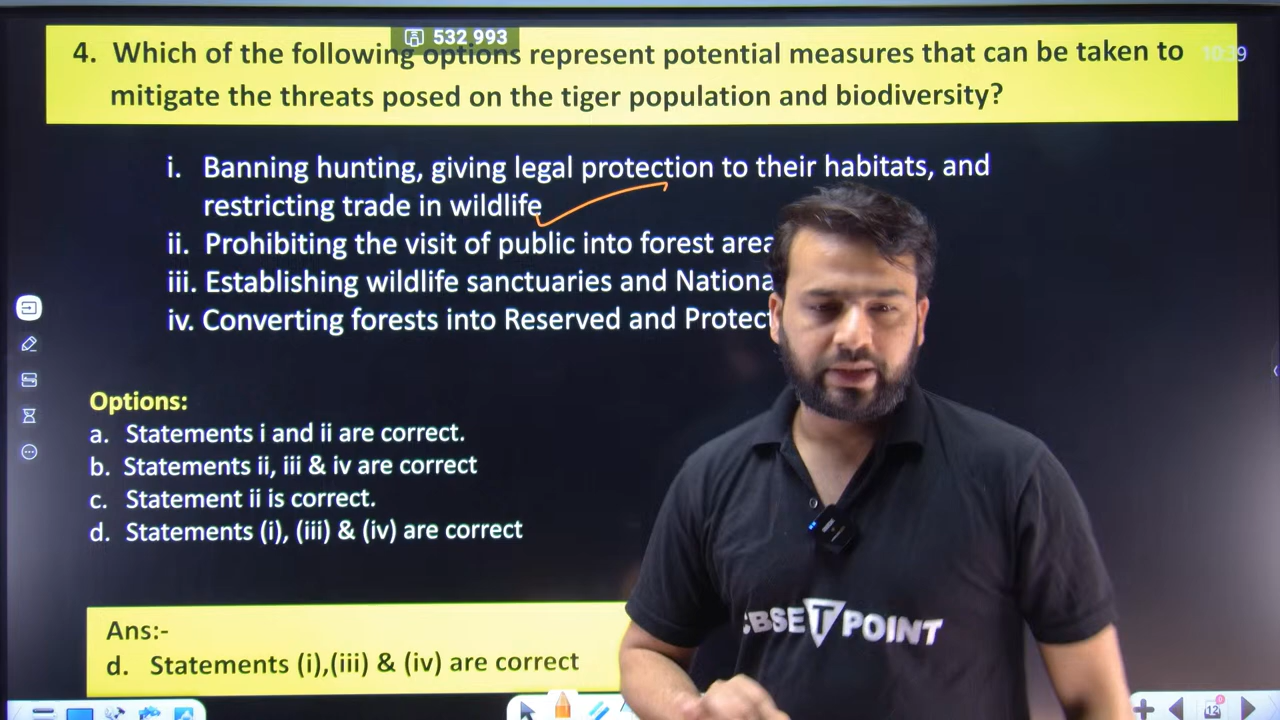 532 993
4. Which of the following options represent potential measures that can be taken to
10:39
mitigate the threats posed on the tiger population and biodiversity?
i. Banning hunting, giving legal protection to their habitats, and
restricting trade in wildlife
ii. Prohibiting the visit of public into forest area
iii. Establishing wildlife sanctuaries and Nationa
iv. Converting forests into Reserved and Protect
Options:
a. Statements i and ii are correct.
b. Statements ii, iii & iv are correct
c. Statement ii is correct.
d. Statements (i), (iii) & (iv) are correct
Ans:-
d. Statements (i),(iii) & (iv) are correct
CBSE T POINT
12